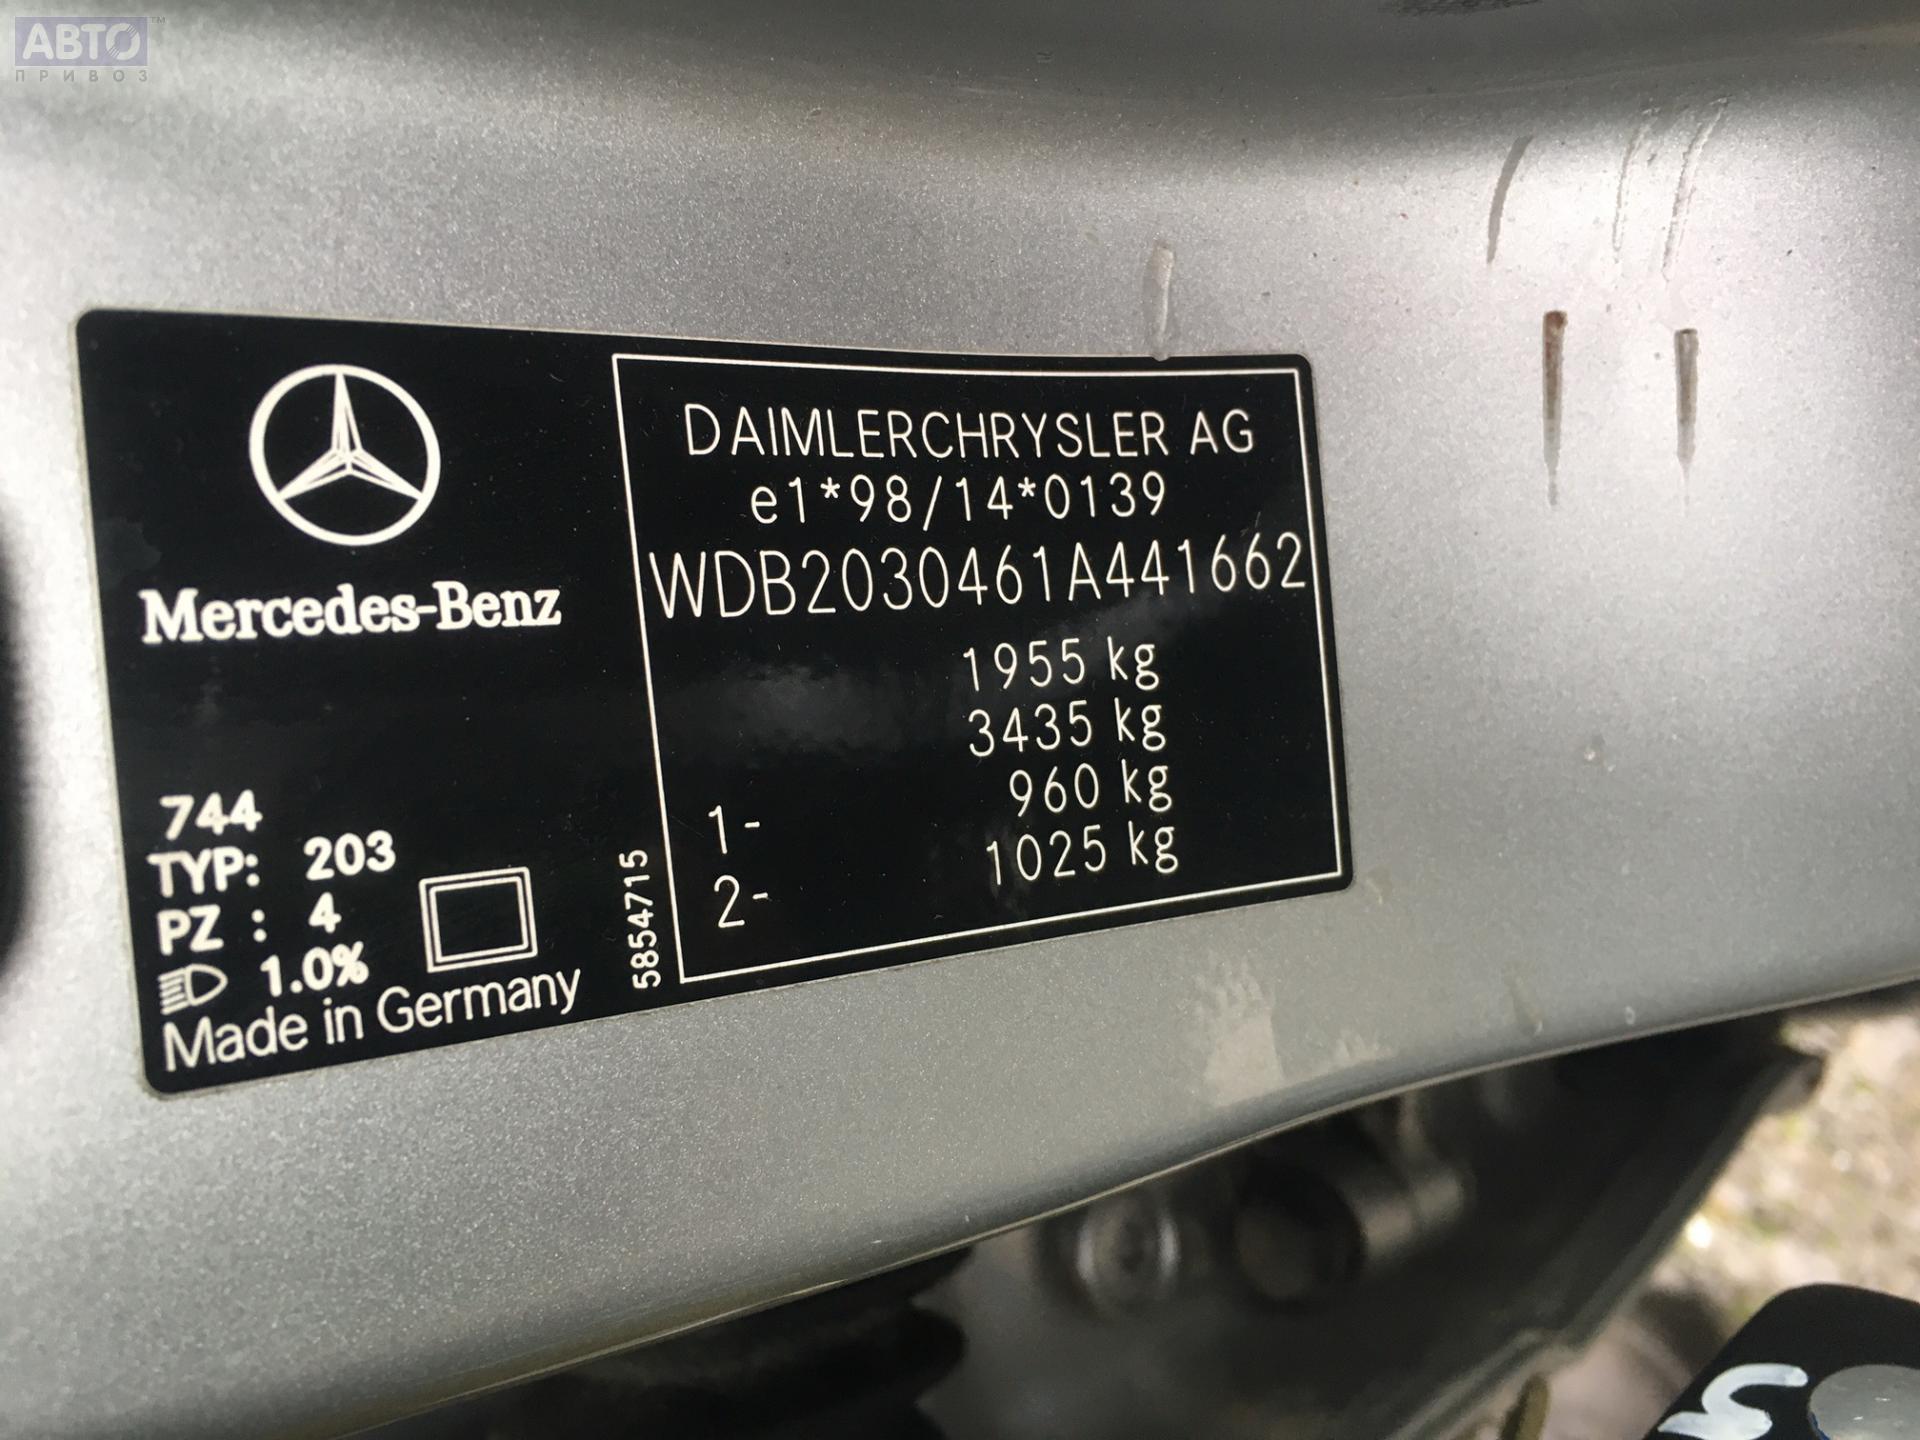 АВТО™
ПРИВОЗ
Mercedes-Benz
744
TYP: 203
PZ : 4
1.0%
Made in Germany
5854715
DAIMLERCHRYSLER AG
e1*98/14*0139
WDB2030461A441662
1955 kg
3435 kg
1- 960 kg
2- 1025 kg